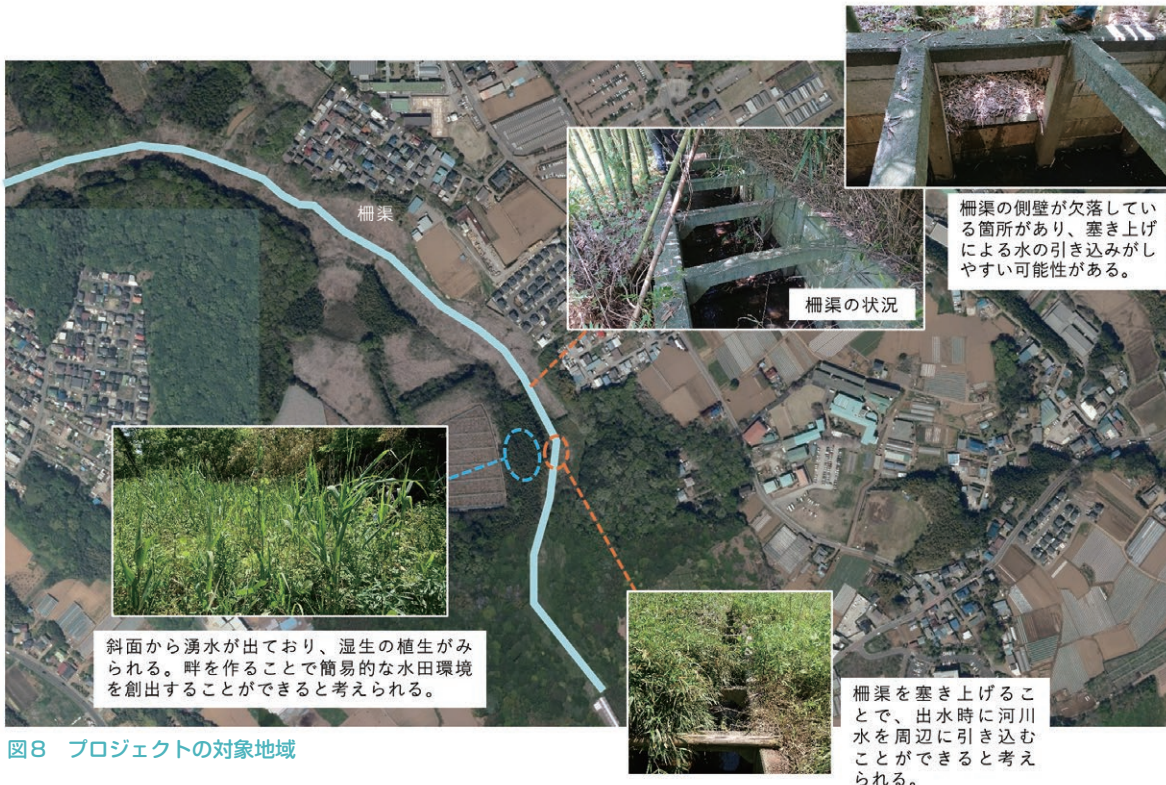 柵渠の側壁が欠落してい
る箇所があり、塞き上げ
による水の引き込みがし
やすい可能性がある。
柵渠
柵渠の状況
斜面から湧水が出ており、湿生の植生がみ
られる。畔を作ることで簡易的な水田環境
を創出することができると考えられる。
柵渠を塞き上げるこ
とで、出水時に河川
水を周辺に引き込む
ことができると考え
られる。
図8 プロジェクトの対象地域